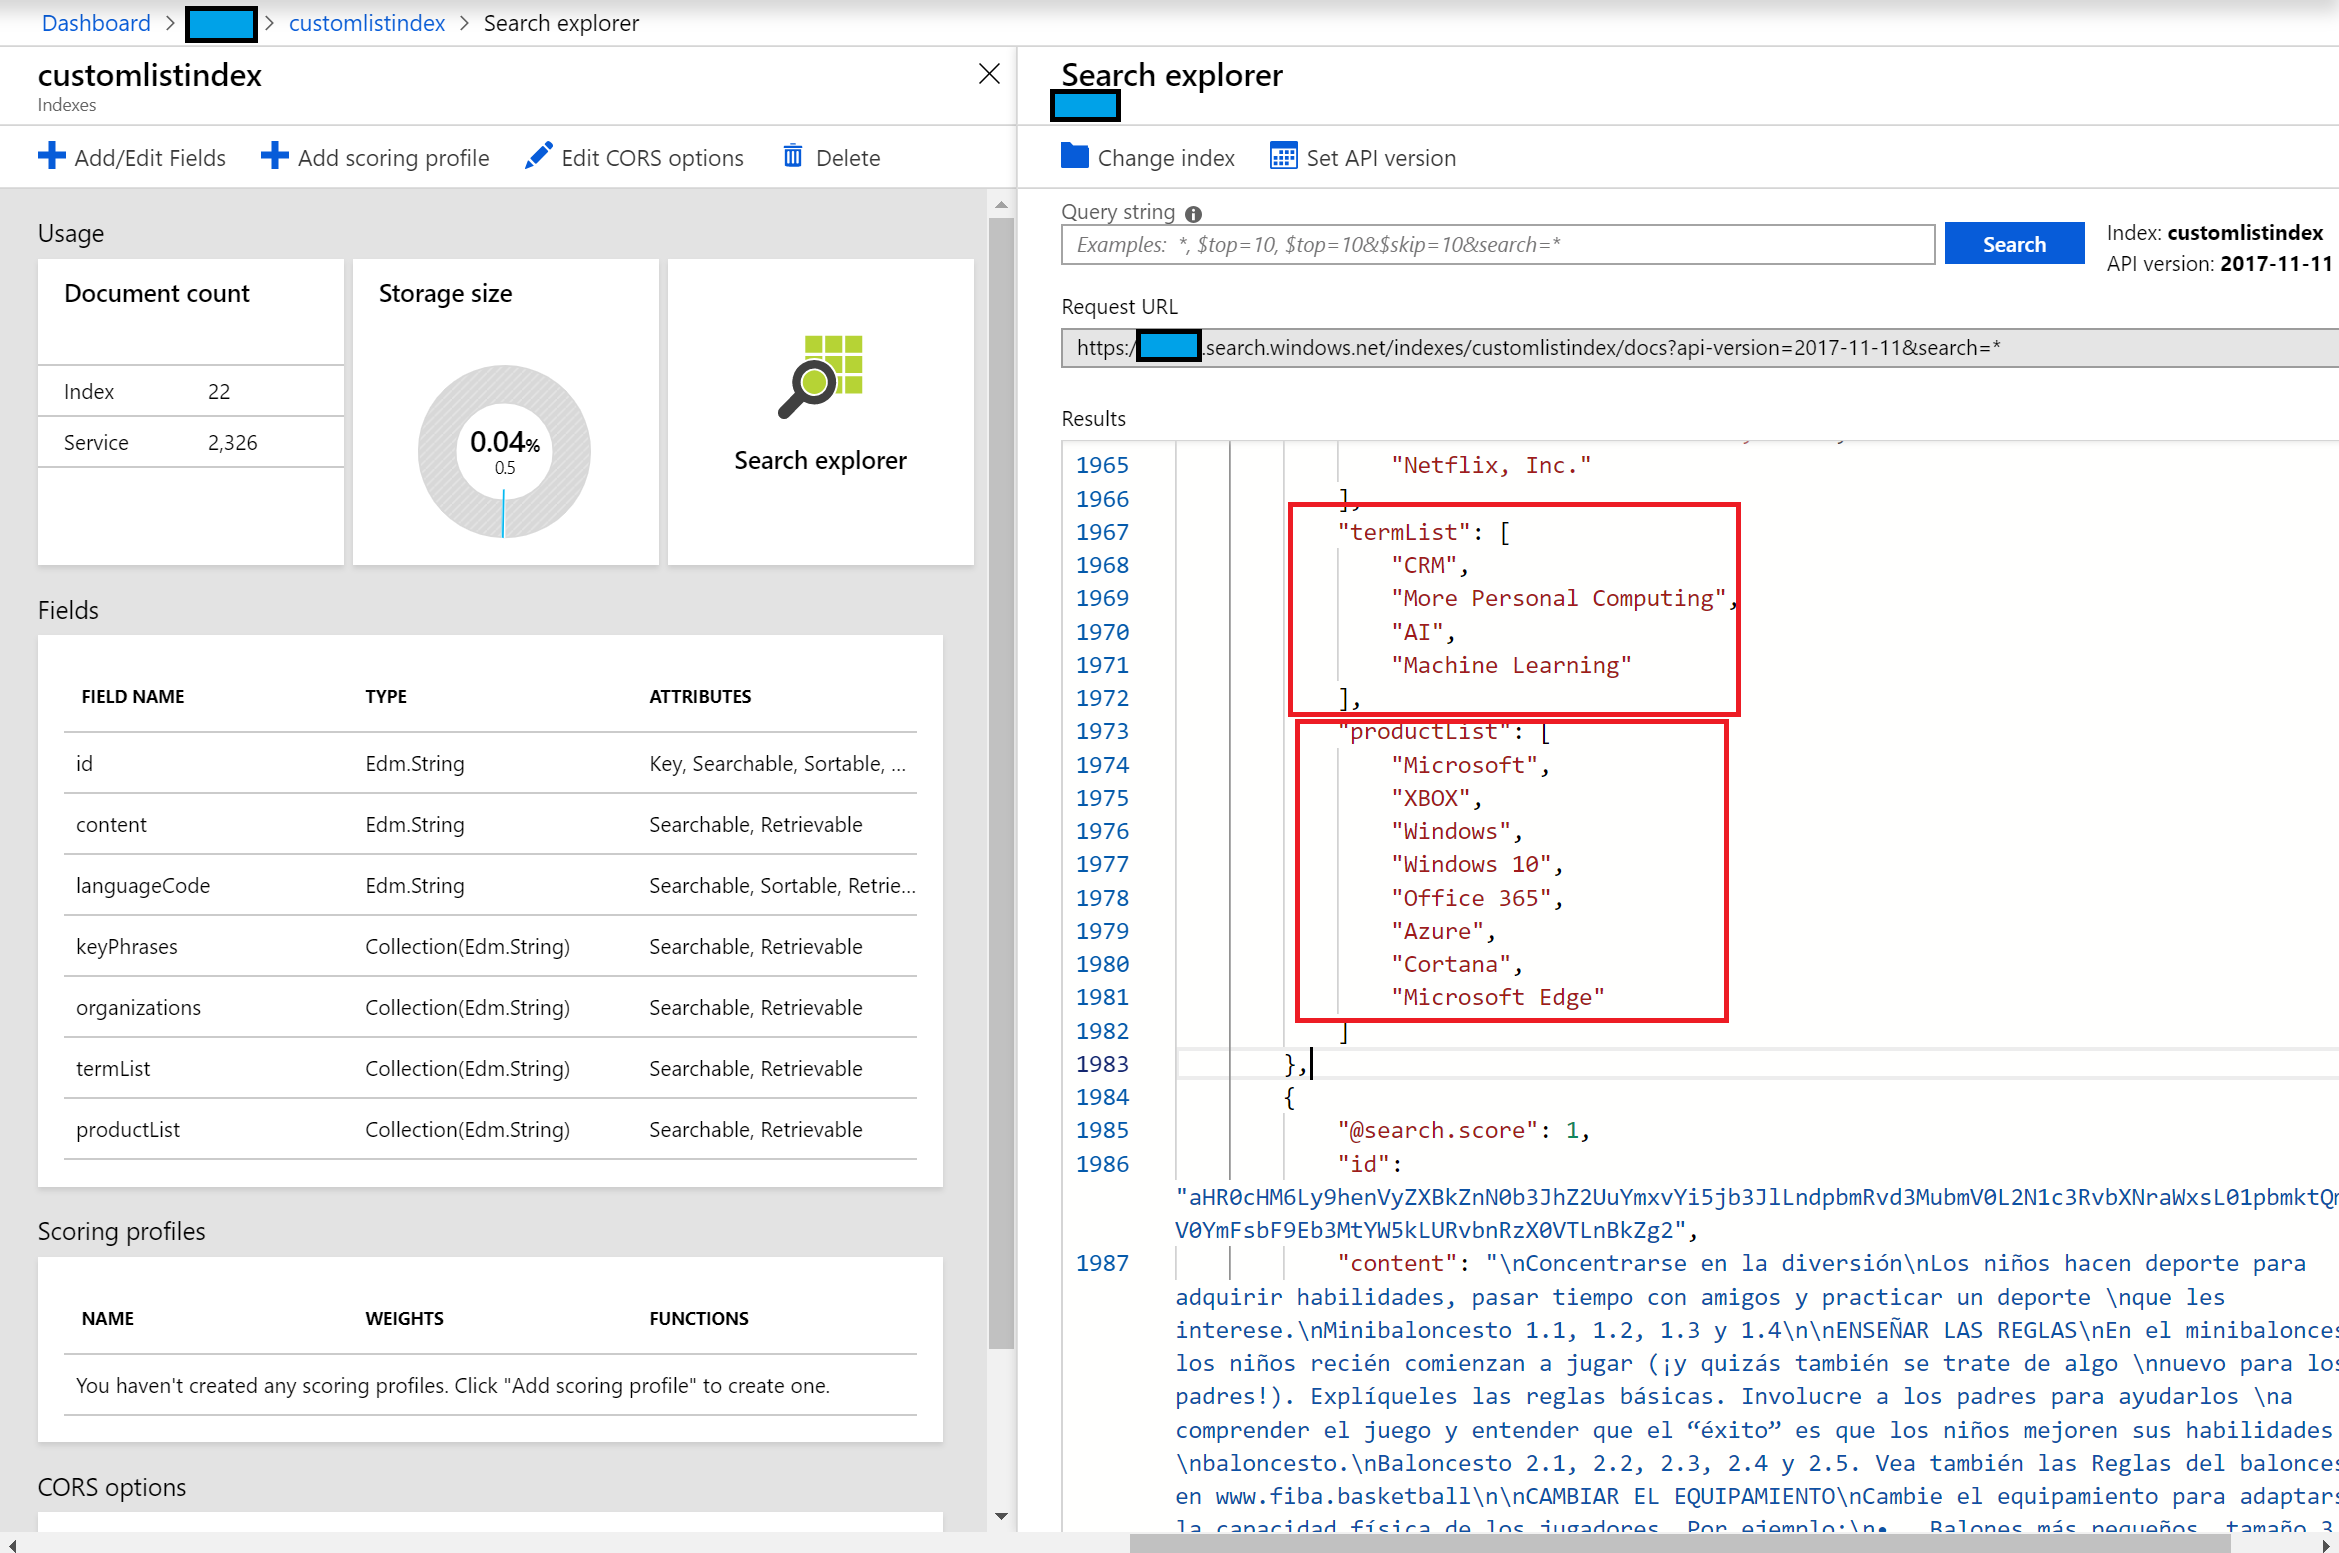 Dashboard > customlistindex > Search explorer
customlistindex
Indexes
Add/Edit Fields Add scoring profile Edit CORS options Delete
Usage
Document count
Index 22
Service 2,326
Storage size
0.04%
0.5
Search explorer
Fields
FIELD NAME TYPE ATTRIBUTES
id Edm.String Key, Searchable, Sortable, ...
content Edm.String Searchable, Retrievable
languageCode Edm.String Searchable, Sortable, Retrie...
keyPhrases Collection(Edm.String) Searchable, Retrievable
organizations Collection(Edm.String) Searchable, Retrievable
termList Collection(Edm.String) Searchable, Retrievable
productList Collection(Edm.String) Searchable, Retrievable
Scoring profiles
NAME WEIGHTS FUNCTIONS
You haven't created any scoring profiles. Click "Add scoring profile" to create one.
CORS options
Search explorer
Change index Set API version
Query string
Examples: *, $top=10, $top=10&$skip=10&search=*
Search
Index: customlistindex
API version: 2017-11-11
Request URL
https:/ .search.windows.net/indexes/customlistindex/docs?api-version=2017-11-11&search=*
Results
1965 "Netflix, Inc."
1966 ],
1967 "termList": [
1968 "CRM",
1969 "More Personal Computing",
1970 "AI",
1971 "Machine Learning"
1972 ],
1973 "productList": [
1974 "Microsoft",
1975 "XBOX",
1976 "Windows",
1977 "Windows 10",
1978 "Office 365",
1979 "Azure",
1980 "Cortana",
1981 "Microsoft Edge"
1982 ]
1983 },
1984 {
1985 "@search.score": 1,
1986 "id":
"aHR0cHM6Ly9henVyZXBkZnN0b3JhZ2UuYmxvYi5jb3JlLndpbmRvd3MubmV0L2N1c3RvbXNraWxsL01pbmktQm
V0YmFsbF9Eb3MtYW5kLURvbnRzX0VTLnBkZg2",
1987 "content": "\nConcentrarse en la diversión\nLos niños hacen deporte para
adquirir habilidades, pasar tiempo con amigos y practicar un deporte \nque les
interese.\nMinibaloncesto 1.1, 1.2, 1.3 y 1.4\n\nENSEÑAR LAS REGLAS\nEn el minibalonces
los niños recién comienzan a jugar (¡y quizás también se trate de algo \nnuevo para los
padres!). Explíqueles las reglas básicas. Involucre a los padres para ayudarlos \na
comprender el juego y entender que el “éxito” es que los niños mejoren sus habilidades
\nbaloncesto.\nBaloncesto 2.1, 2.2, 2.3, 2.4 y 2.5. Vea también las Reglas del balonces
en www.fiba.basketball\n\nCAMBIAR EL EQUIPAMIENTO\nCambie el equipamiento para adaptars
la capacidad física de los jugadores. Por ejemplo:\n• Balones más pequeños, tamaño 3